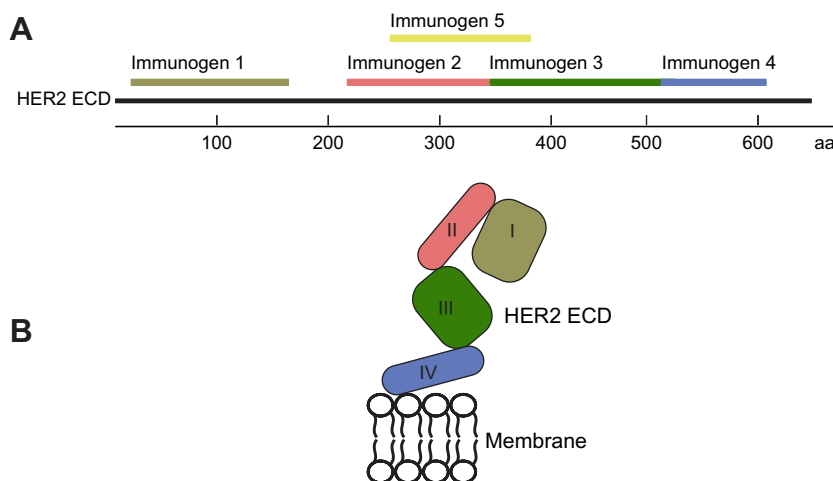 A
Immunogen 5
Immunogen 1
Immunogen 2
Immunogen 3
Immunogen 4
HER2 ECD
100
200
300
400
500
600
aa
II
I
III
HER2 ECD
B
IV
Membrane